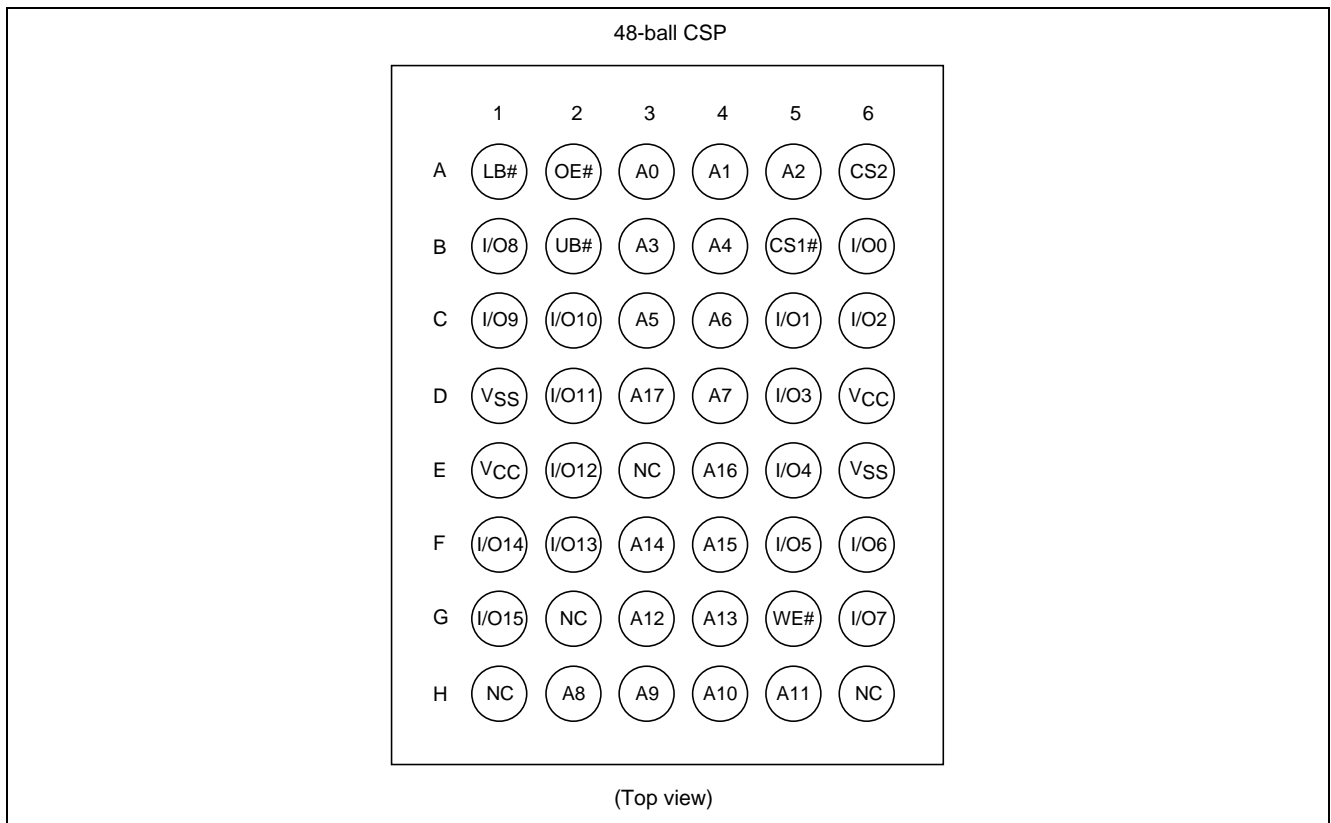 48-ball CSP
1 2 3 4 5 6
A LB# OE# A0 A1 A2 CS2
B I/O8 UB# A3 A4 CS1# I/O0
C I/O9 I/O10 A5 A6 I/O1 I/O2
D VSS I/O11 A17 A7 I/O3 VCC
E VCC I/O12 NC A16 I/O4 VSS
F I/O14 I/O13 A14 A15 I/O5 I/O6
G I/O15 NC A12 A13 WE# I/O7
H NC A8 A9 A10 A11 NC
(Top view)